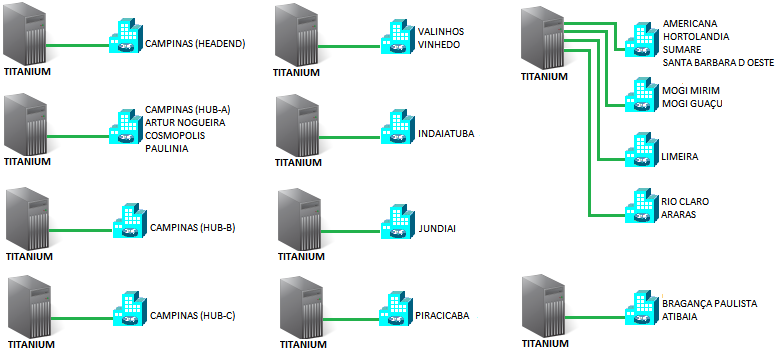 TITANIUM
CAMPINAS (HEADEND)
TITANIUM
CAMPINAS (HUB-A)
ARTUR NOGUEIRA
COSMOPOLIS
PAULINIA
TITANIUM
CAMPINAS (HUB-B)
TITANIUM
CAMPINAS (HUB-C)
TITANIUM
VALINHOS
VINHEDO
TITANIUM
INDAIATUBA
TITANIUM
JUNDIAI
TITANIUM
PIRACICABA
TITANIUM
AMERICANA
HORTOLANDIA
SUMARE
SANTA BARBARA D OESTE
MOGI MIRIM
MOGI GUAÇU
LIMEIRA
RIO CLARO
ARARAS
TITANIUM
BRAGANÇA PAULISTA
ATIBAIA